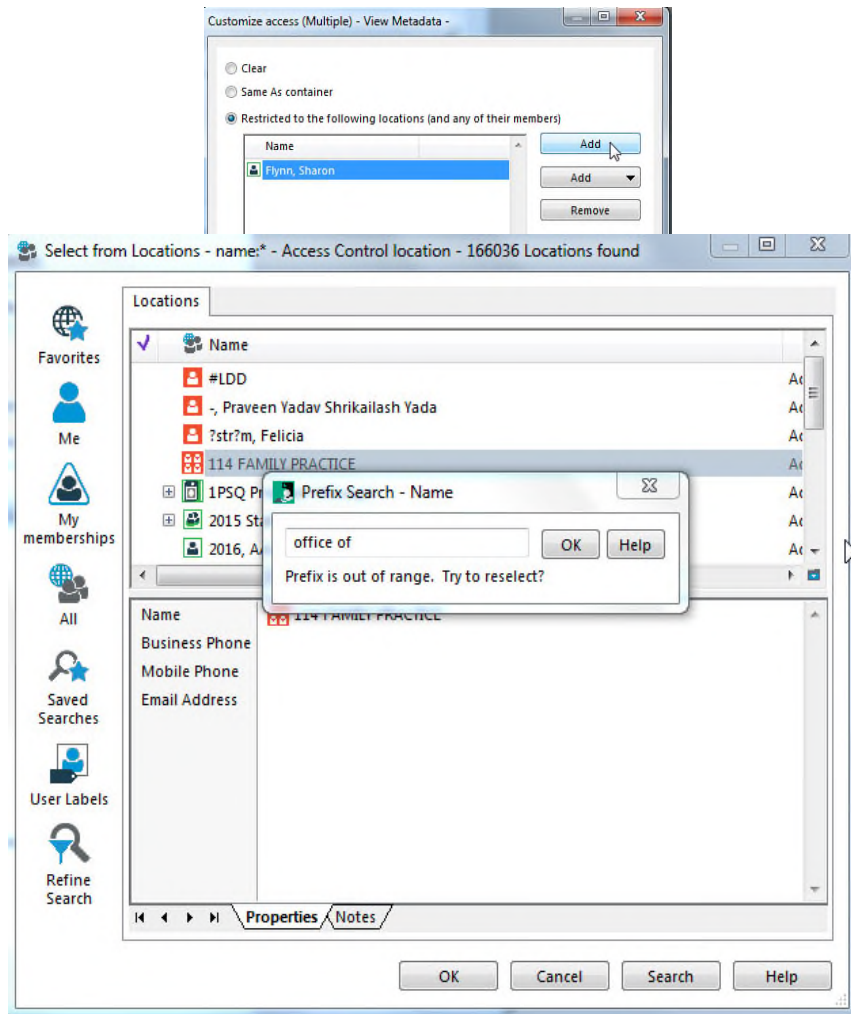 Customize access (Multiple) - View Metadata -
Clear
Same As container
Restricted to the following locations (and any of their members)
Name
Add
Flynn, Sharon
Add
Remove
Select from Locations - name:* - Access Control location - 166036 Locations found
Locations
Favorites
Me
My
memberships
All
Saved
Searches
User Labels
Refine
Search
Name
#LDD
-, Praveen Yadav Shrikailash Yada
?str?m, Felicia
114 FAMILY PRACTICE
1PSQ
2015
2016,
Prefix Search - Name
office of
OK
Help
Prefix is out of range. Try to reselect?
Name
114 FAMILY PRACTICE
Business Phone
Mobile Phone
Email Address
Properties
Notes
OK
Cancel
Search
Help